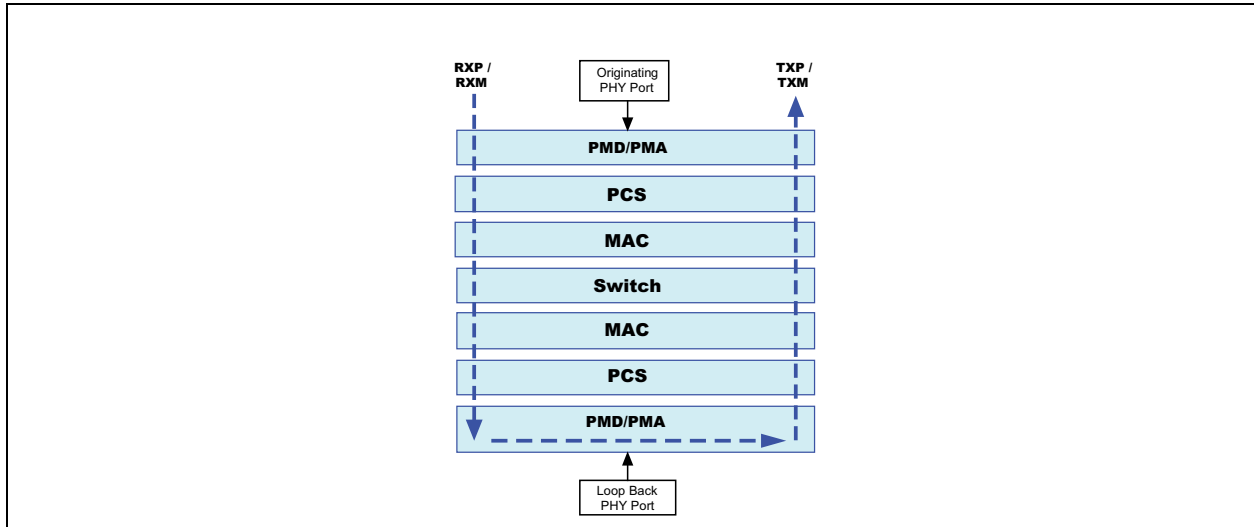 RXP /
RXM
Originating
PHY Port
TXP /
TXM
PMD/PMA
PCS
MAC
Switch
MAC
PCS
PMD/PMA
Loop Back
PHY Port